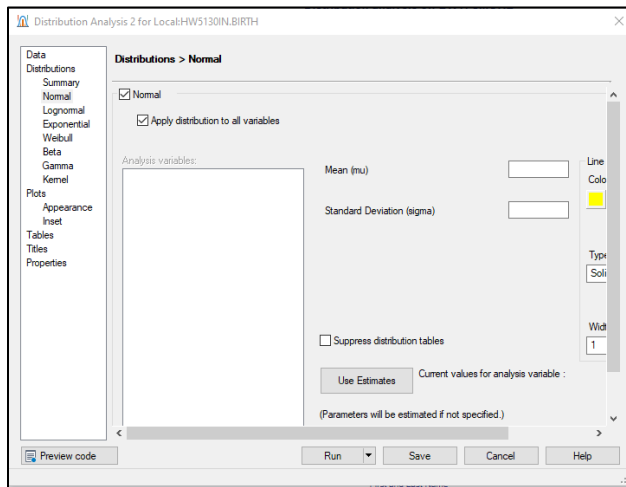 Distribution Analysis 2 for Local:HW5130IN.BIRTH
Data
Distributions
Summary
Normal
Lognormal
Exponential
Weibull
Beta
Gamma
Kernel
Plots
Appearance
Inset
Tables
Titles
Properties
Distributions > Normal
Normal
Apply distribution to all variables
Analysis variables:
Mean (mu)
Standard Deviation (sigma)
Line
Colo
Type
Soli
Widt
1
Suppress distribution tables
Use Estimates
Current values for analysis variable :
(Parameters will be estimated if not specified.)
Preview code
Run
Save
Cancel
Help